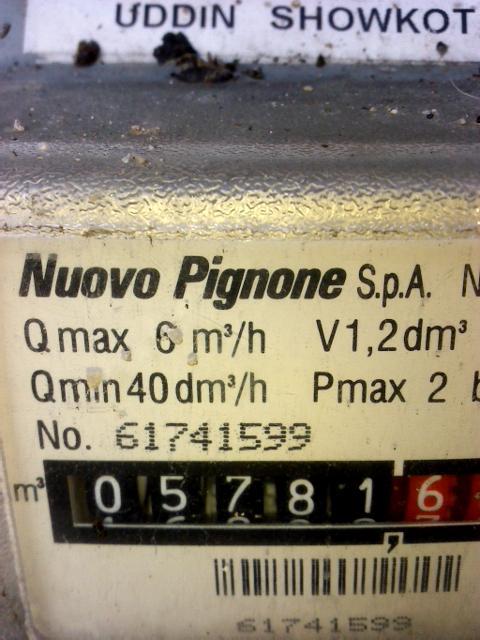 UDDIN SHOWKOT
Nuovo Pignone S.p.A. N
Qmax 6 m³/h V1,2dm³
Qmin 40 dm³/h Pmax 2 b
No. 61741599
m³ 0 5 7 8 1 , 6
61741599